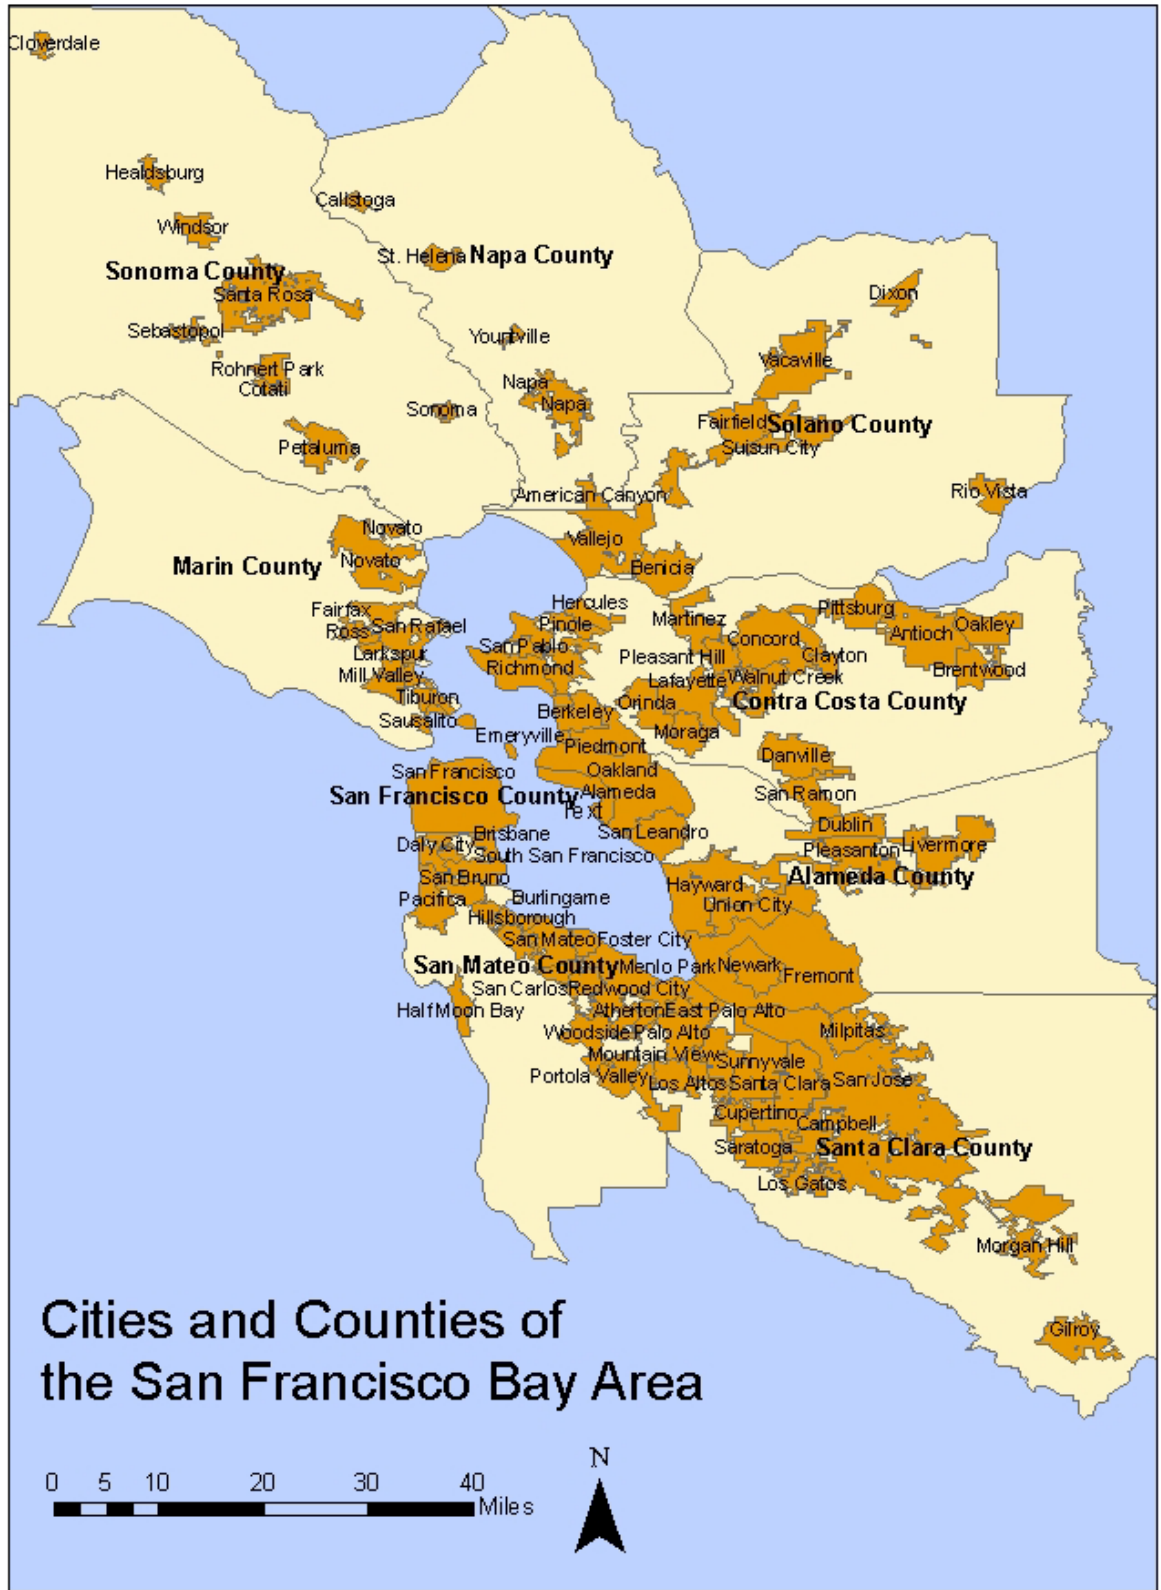 Cloverdale
Healdsburg
Calistoga
Windsor
St. Helena
Napa County
Sonoma County
Santa Rosa
Dixon
Sebastopol
Yountville
Vacaville
Rohnert Park
Cotati
Napa
Napa
Sonoma
Fairfield
Solano County
Petaluma
Suisun City
American Canyon
Rio Vista
Novato
Vallejo
Novato
Marin County
Benicia
Hercules
Fairfax
Pittsburg
Martinez
Pinole
Ross
San Rafael
Oakley
Antioch
Concord
San Pablo
Larkspur
Pleasant Hill
Clayton
Richmond
Brentwood
Mill Valley
Lafayette
Walnut Creek
Tiburon
Orinda
Contra Costa County
Berkeley
Sausalito
Emeryville
Moraga
Piedmont
Danville
San Francisco
Oakland
San Francisco County
Alameda
San Ramon
Text
Dublin
Brisbane
San Leandro
Daly City
Livermore
South San Francisco
Pleasanton
San Bruno
Alameda County
Hayward
Pacifica
Burlingame
Union City
Hillsborough
San Mateo
Foster City
San Mateo County
Menlo Park
Newark
Fremont
San Carlos
Redwood City
Half Moon Bay
Atherton
East Palo Alto
Woodside
Palo Alto
Milpitas
Mountain View
Sunnyvale
Portola Valley
Los Altos
Santa Clara
San Jose
Cupertino
Campbell
Saratoga
Santa Clara County
Los Gatos
Morgan Hill
Gilroy
Cities and Counties of
the San Francisco Bay Area
N
0 5 10 20 30 40
Miles